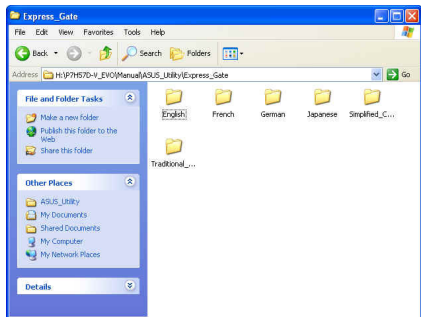 Express_Gate
File Edit View Favorites Tools Help
Back Search Folders
Address H:\P7H57D-V_EVO\Manual\ASUS_Utility\Express_Gate Go
File and Folder Tasks
Make a new folder
Publish this folder to the
Web
Share this folder
Other Places
ASUS_Utility
My Documents
Shared Documents
My Computer
My Network Places
Details
English French German Japanese Simplified_C...
Traditional_...